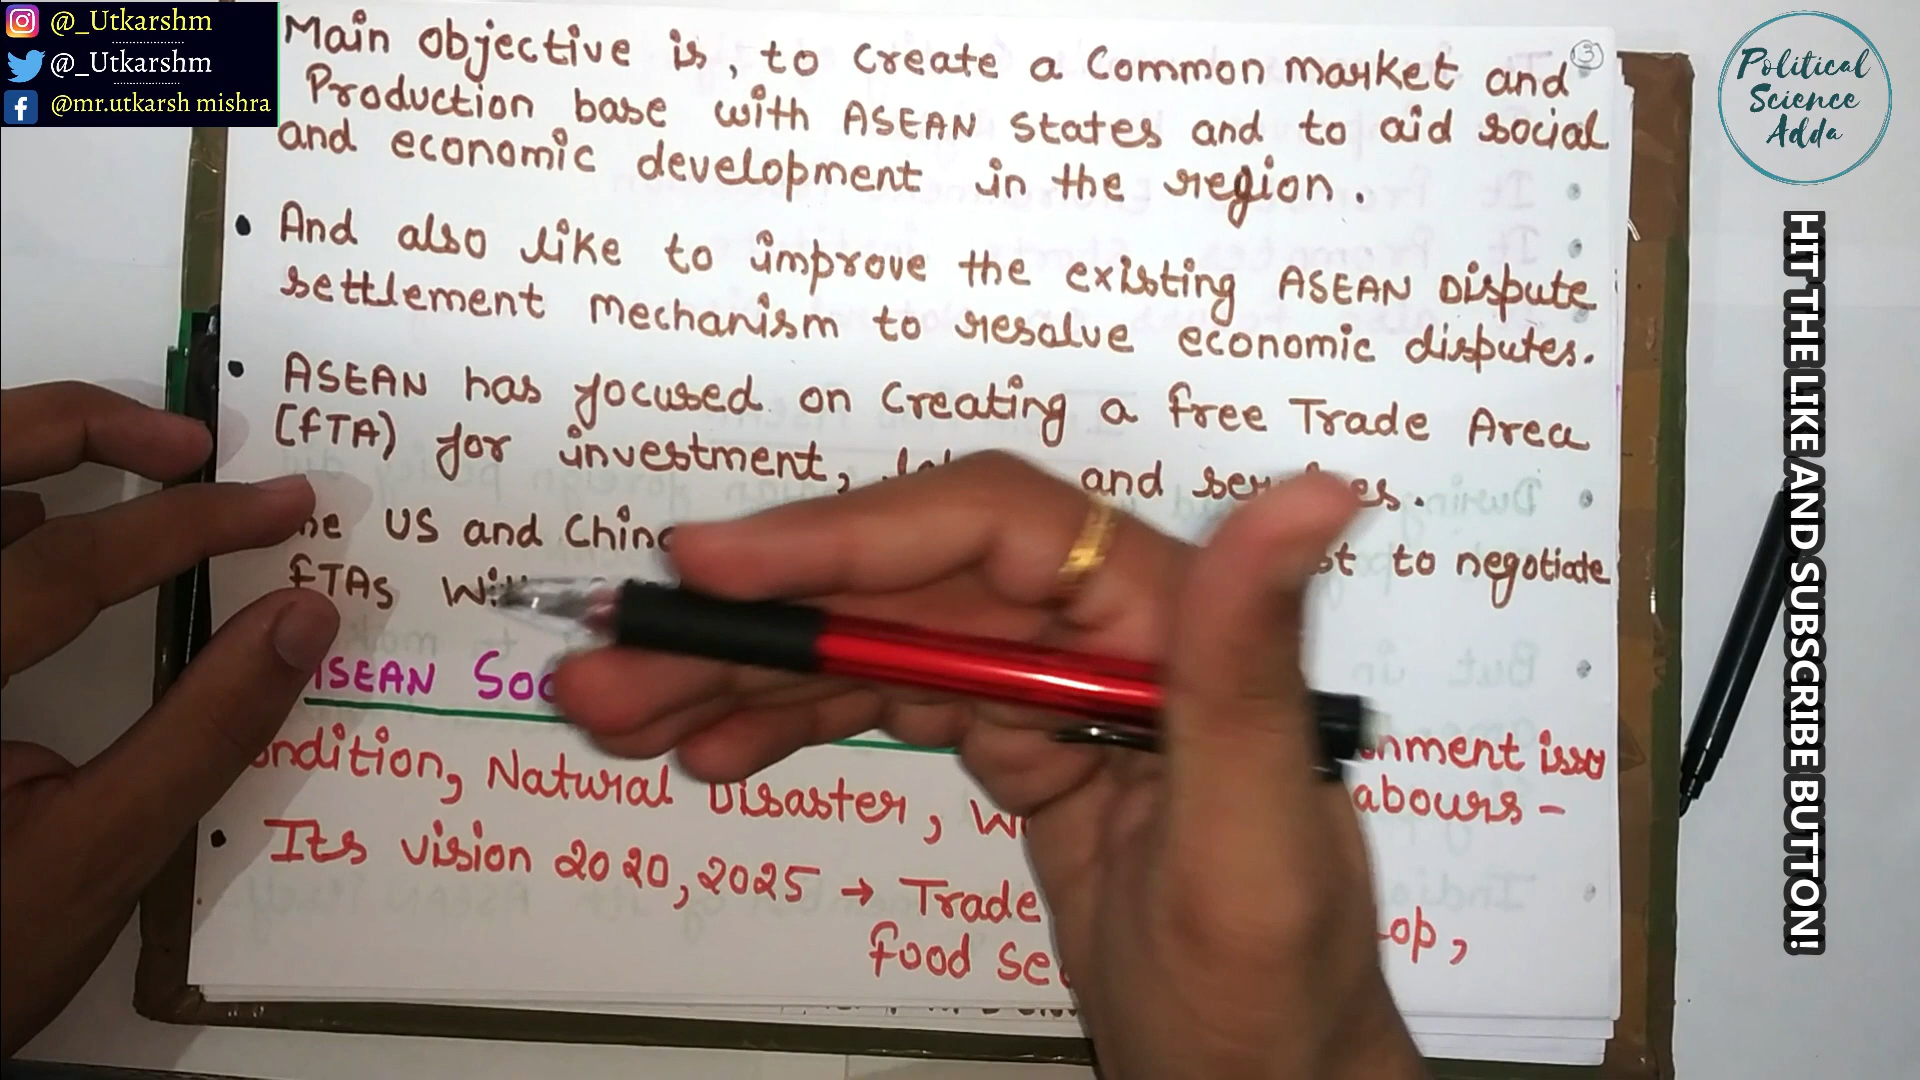 @_Utkarshm
@_Utkarshm
@mr.utkarsh mishra
Political
Science
Adda
HIT THE LIKE AND SUBSCRIBE BUTTON!
3
Main objective is, to create a Common market and
Production base with ASEAN states and to aid social
and economic development in the region.
• And also like to improve the existing ASEAN Dispute
settlement mechanism to resolve economic disputes.
• ASEAN has focused on Creating a free Trade Area
(FTA) for investment, and services.
US and China to negotiate
FTAs
ASEAN
Condition, Natural Disaster,
• Its vision 2020, 2025 → Trade
food